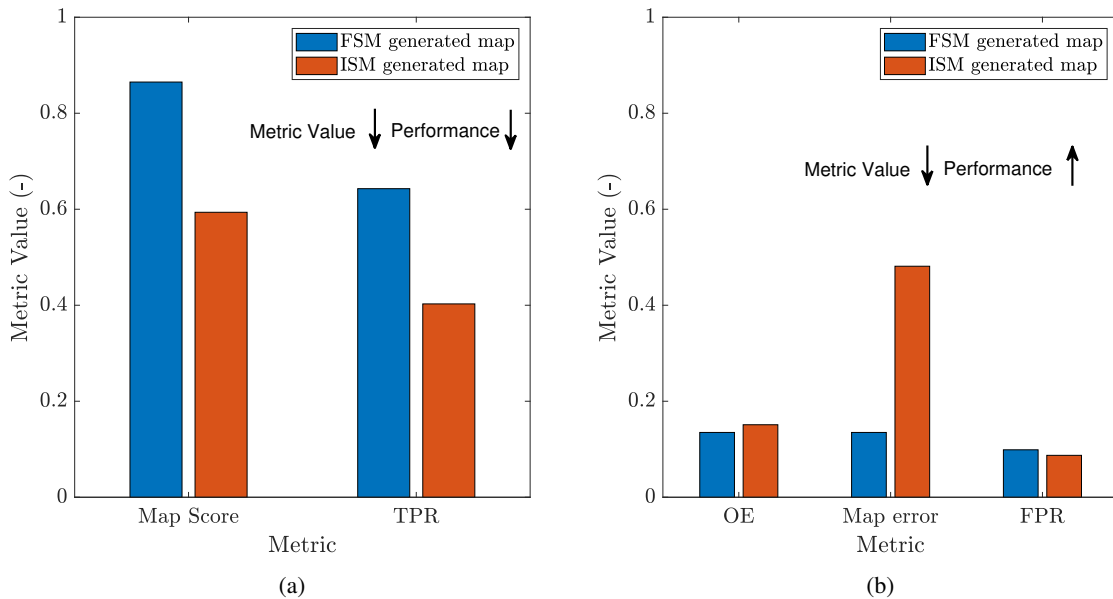 1
0.8
0.6
0.4
0.2
0
Metric Value (-)
FSM generated map
ISM generated map
Metric Value Performance
Map Score TPR
Metric
(a)
1
0.8
0.6
0.4
0.2
0
Metric Value (-)
FSM generated map
ISM generated map
Metric Value Performance
OE Map error FPR
Metric
(b)